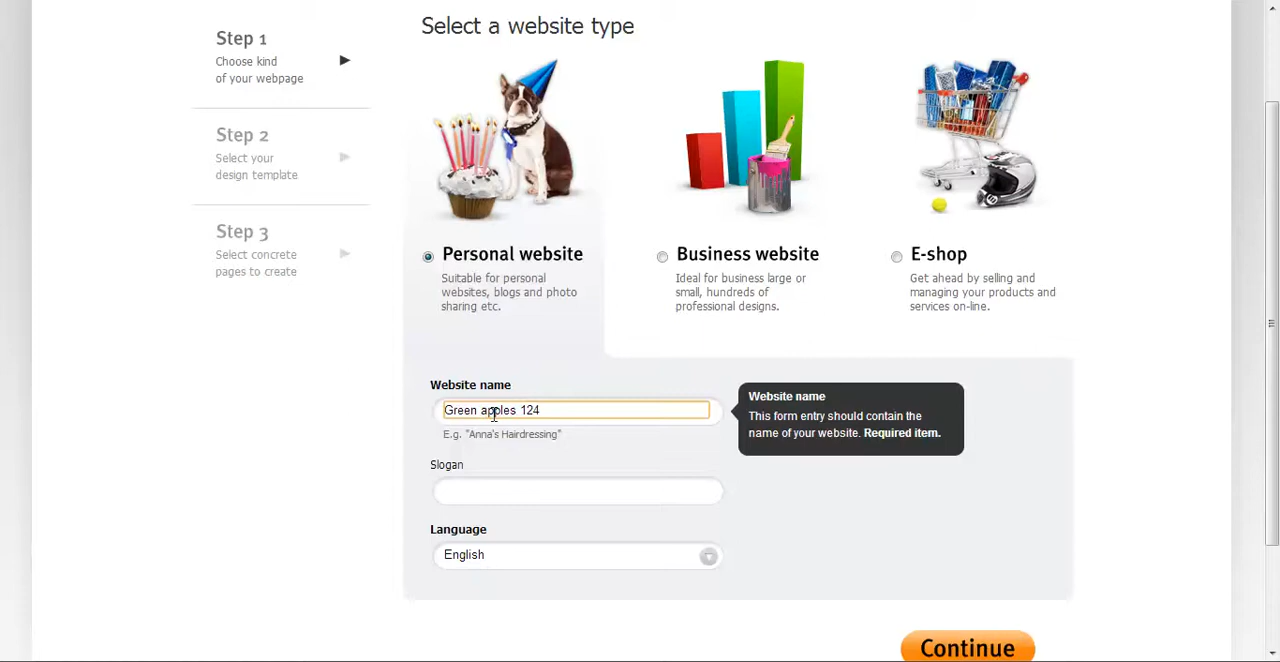 Select a website type
Step 1
Choose kind
of your webpage
Step 2
Select your
design template
Step 3
Select concrete
pages to create
Personal website
Suitable for personal
websites, blogs and photo
sharing etc.
Business website
Ideal for business large or
small, hundreds of
professional designs.
E-shop
Get ahead by selling and
managing your products and
services on-line.
Website name
Green apples 124
E.g. "Anna's Hairdressing"
Website name
This form entry should contain the
name of your website. Required item.
Slogan
Language
English
Continue